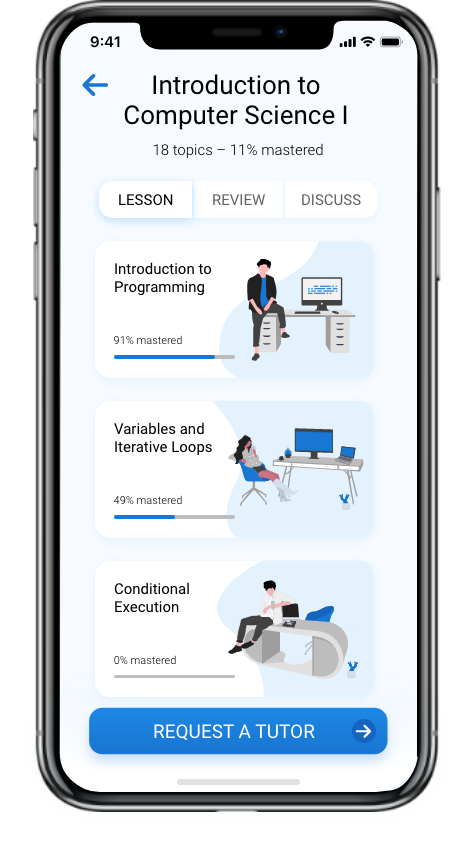 9:41
Introduction to
Computer Science I
18 topics – 11% mastered
LESSON REVIEW DISCUSS
Introduction to
Programming
91% mastered
Variables and
Iterative Loops
49% mastered
Conditional
Execution
0% mastered
REQUEST A TUTOR